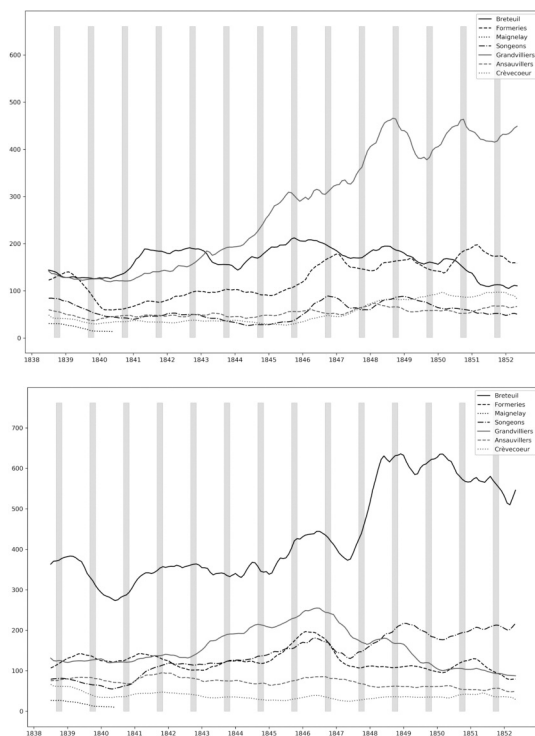 Breteuil
Formeries
Maignelay
Songeons
Grandvilliers
Ansauvillers
Crèvecoeur
600
500
400
300
200
100
0
1838 1839 1840 1841 1842 1843 1844 1845 1846 1847 1848 1849 1850 1851 1852
Breteuil
Formeries
Maignelay
Songeons
Grandvilliers
Ansauvillers
Crèvecoeur
700
600
500
400
300
200
100
0
1838 1839 1840 1841 1842 1843 1844 1845 1846 1847 1848 1849 1850 1851 1852